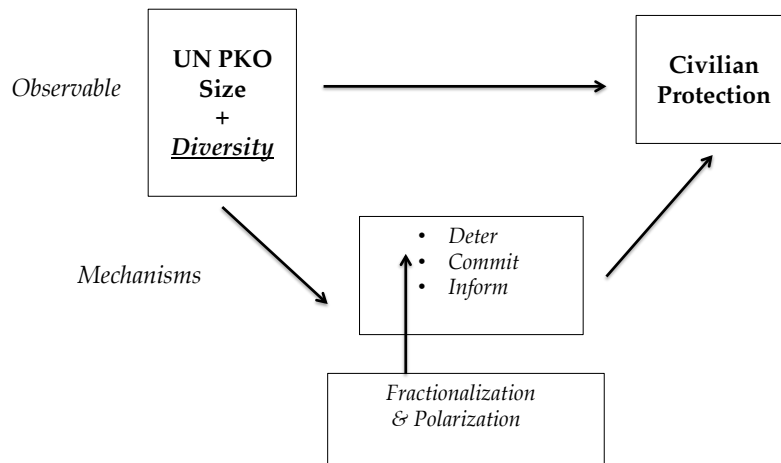 Observable
UN PKO
Size
+
Diversity
Civilian
Protection
Mechanisms
• Deter
• Commit
• Inform
Fractionalization
& Polarization